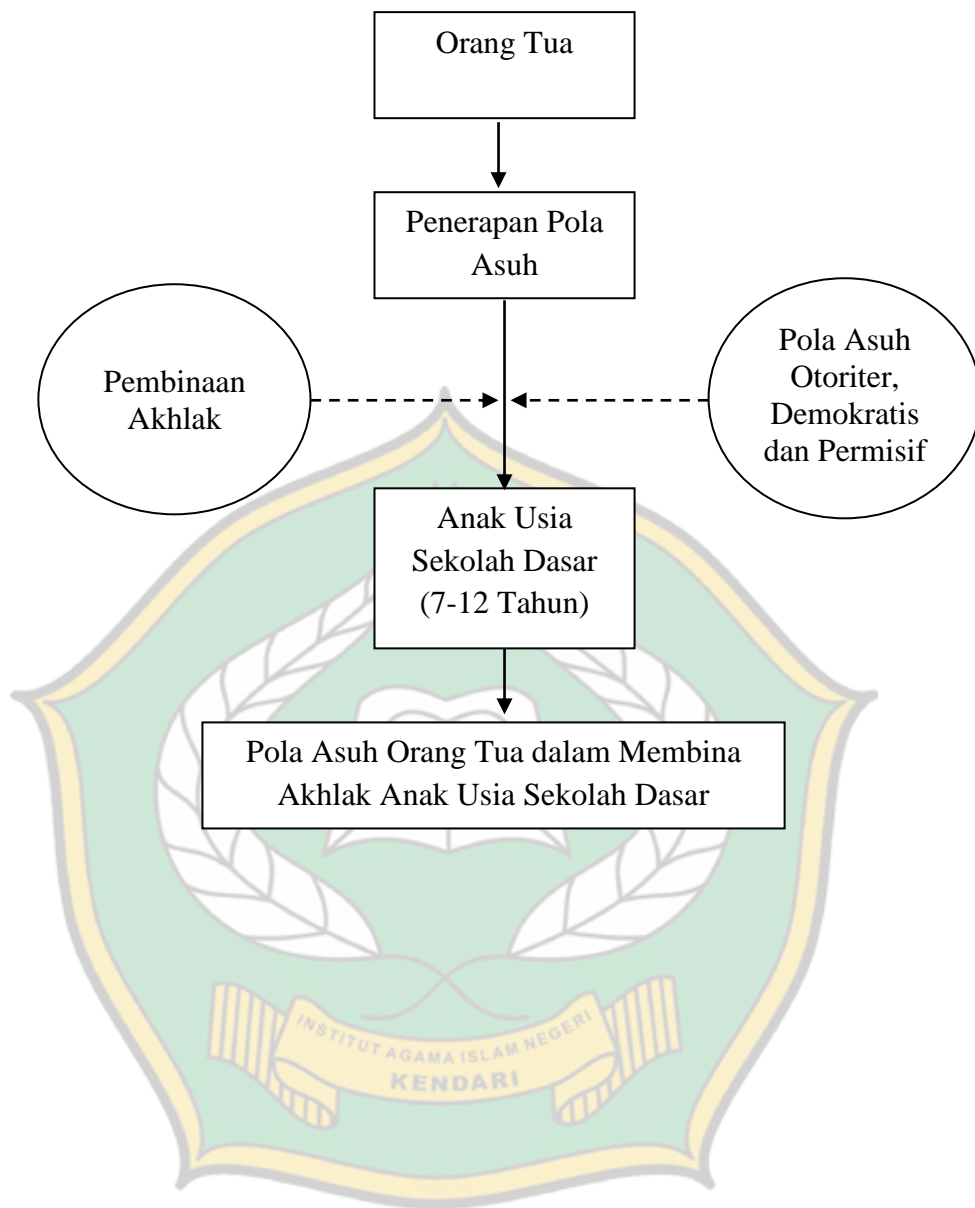 Orang Tua
Penerapan Pola
Asuh
Pembinaan
Akhlak
Pola Asuh
Otoriter,
Demokratis
dan Permisif
Anak Usia
Sekolah Dasar
(7-12 Tahun)
Pola Asuh Orang Tua dalam Membina
Akhlak Anak Usia Sekolah Dasar
INSTITUT AGAMA ISLAM NEGERI
KENDARI